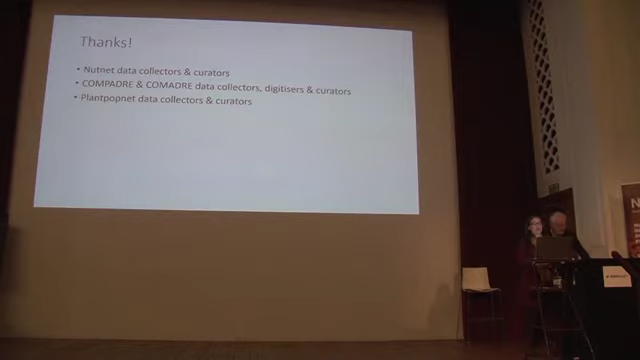 Thanks!
• Nutnet data collectors & curators
• COMPADRE & COMADRE data collectors, digitisers & curators
• Plantpopnet data collectors & curators